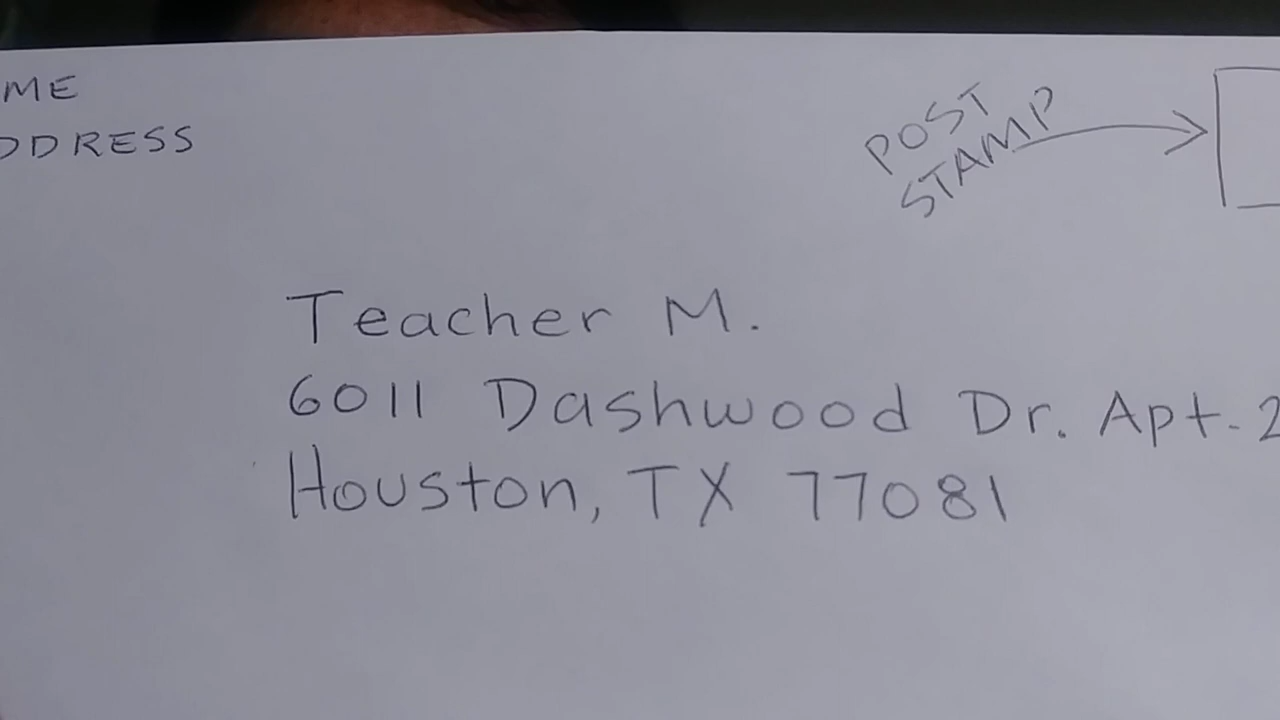 ME
DDRESS
POST
STAMP
Teacher M.
6011 Dashwood Dr. Apt. 2
Houston, TX 77081